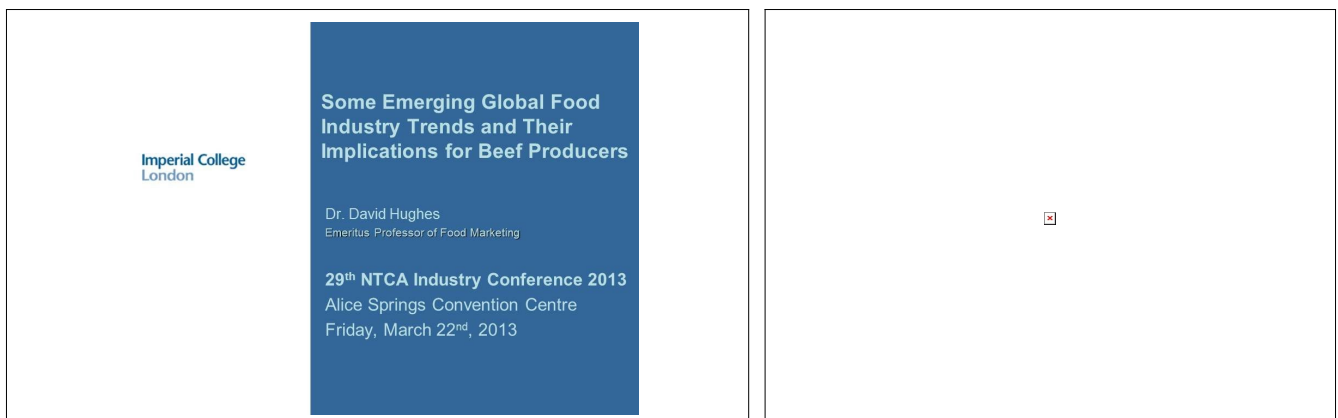 Imperial College
London
Some Emerging Global Food
Industry Trends and Their
Implications for Beef Producers
Dr. David Hughes
Emeritus Professor of Food Marketing
29th NTCA Industry Conference 2013
Alice Springs Convention Centre
Friday, March 22nd, 2013